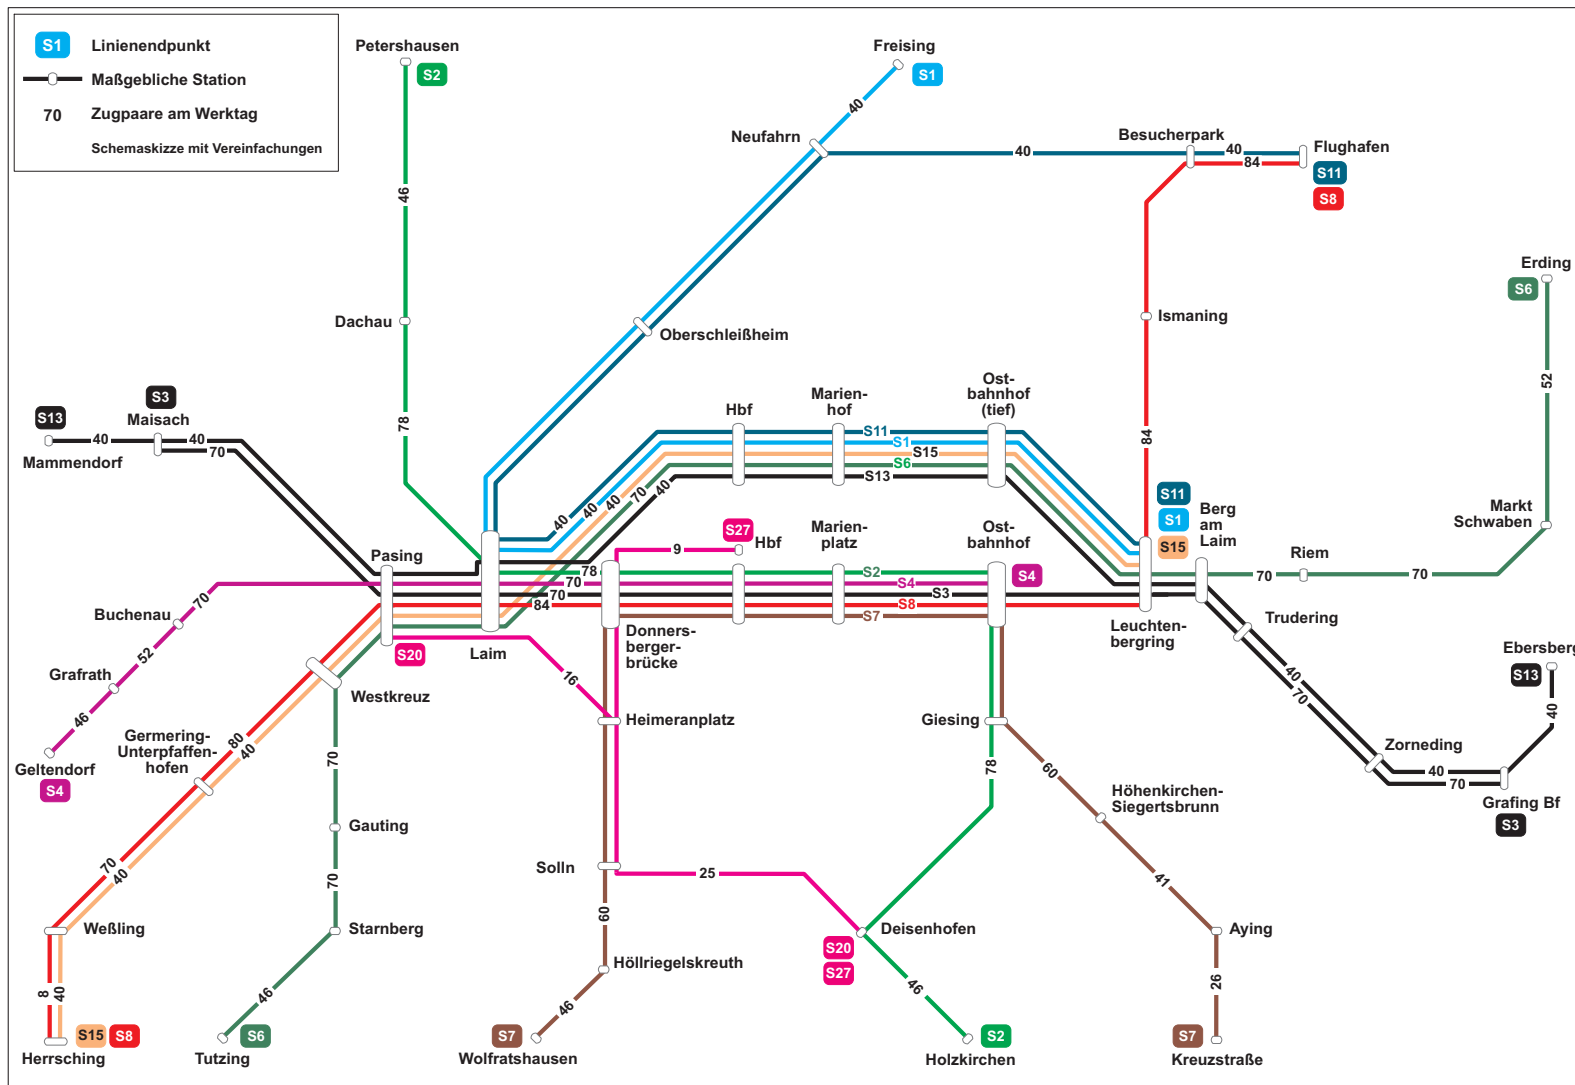 S1 Linienendpunkt
Maßgebliche Station
70 Zugpaare am Werktag
Schemaskizze mit Vereinfachungen
Petershausen
S2
Freising
S1
40
Neufahrn
Besucherpark
40
40
84
Flughafen
S11
S8
46
Erding
S6
Dachau
Oberschleißheim
Ismaning
52
S13
Mammendorf
40
S3
Maisach
40
70
78
Hbf
Marien-
hof
Ost-
bahnhof
(tief)
S11
S1
S15
S6
S13
84
40
40
40
70
40
S11
S1
S15
Berg
am
Laim
Markt
Schwaben
Riem
70
70
Pasing
S27
Hbf
9
Marien-
platz
Ost-
bahnhof
S4
78
70
70
84
S2
S4
S3
S8
S7
Buchenau
70
Grafrath
52
46
Geltendorf
S4
S20
Laim
Donners-
berger-
brücke
Leuchten-
bergring
Trudering
Westkreuz
16
Heimeranplatz
Giesing
40
70
Ebersberg
S13
40
Germering-
Unterpfaffen-
hofen
80
40
70
78
60
Höhenkirchen-
Siegertsbrunn
Zorneding
40
70
Grafing Bf
S3
Gauting
70
70
40
Solln
25
41
Weßling
Starnberg
60
Deisenhofen
S20
S27
Aying
Höllriegelskreuth
8
40
46
46
46
26
S15
S8
Herrsching
S6
Tutzing
S7
Wolfratshausen
S2
Holzkirchen
S7
Kreuzstraße